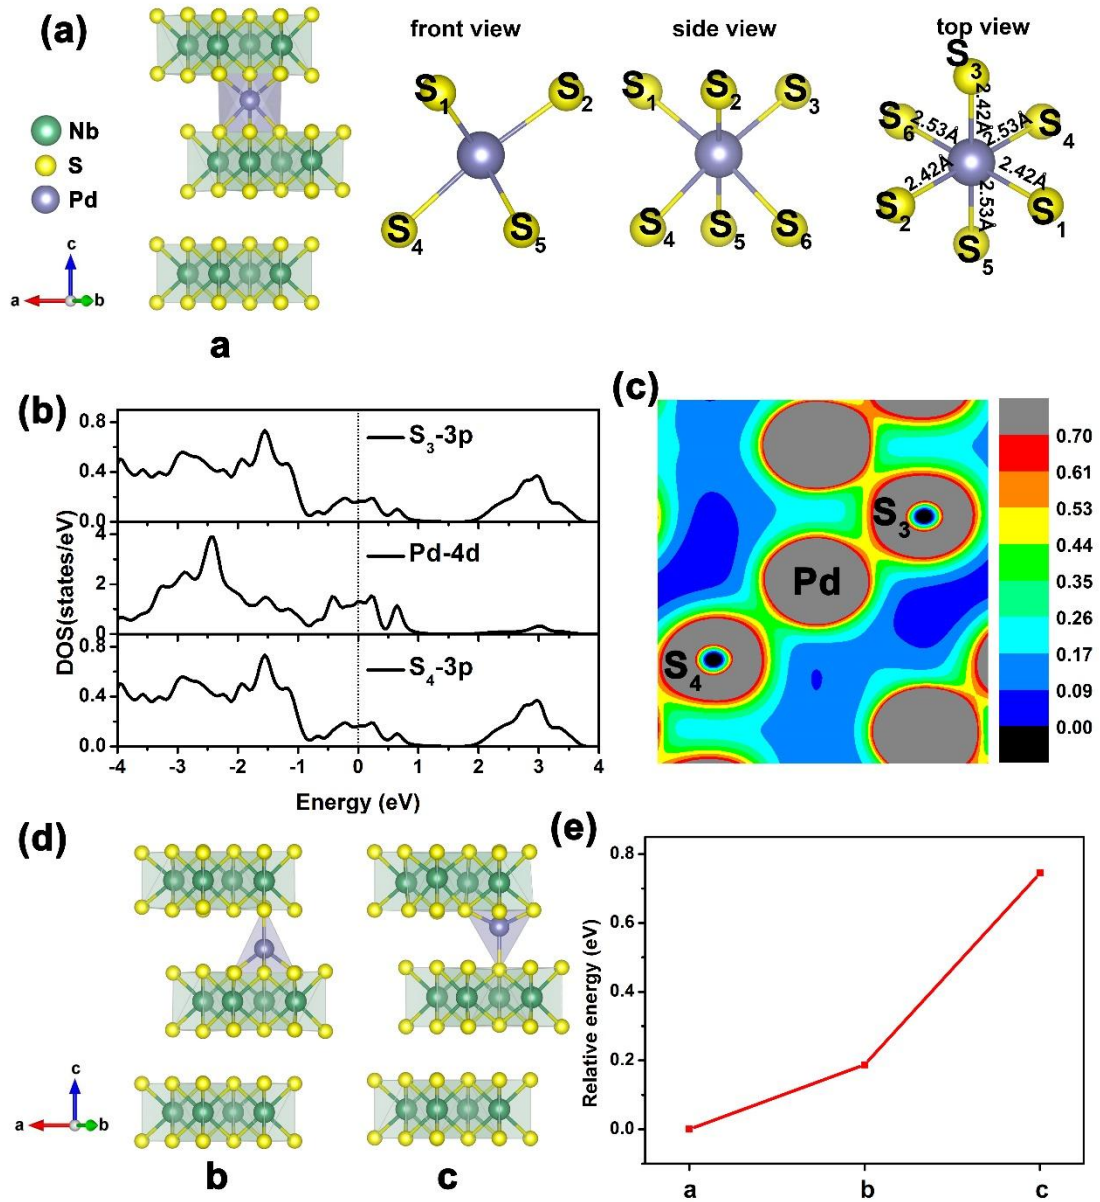 (a)
Nb
S
Pd
c
a b
a
front view
S1 S2
S4 S5
side view
S1 S2 S3
S4 S5 S6
top view
S3
S6 S4
S2 S1
S5
2.42Å
2.53Å 2.53Å
2.42Å 2.42Å
2.53Å
(b)
DOS(states/eV)
0.8
0.4
0.0
S3-3p
4
2
0
Pd-4d
0.8
0.4
0.0
S4-3p
-4 -3 -2 -1 0 1 2 3 4
Energy (eV)
(c)
S3
Pd
S4
0.70
0.61
0.53
0.44
0.35
0.26
0.17
0.09
0.00
(d)
c
a b
b c
(e)
Relative energy (eV)
0.8
0.6
0.4
0.2
0.0
a b c